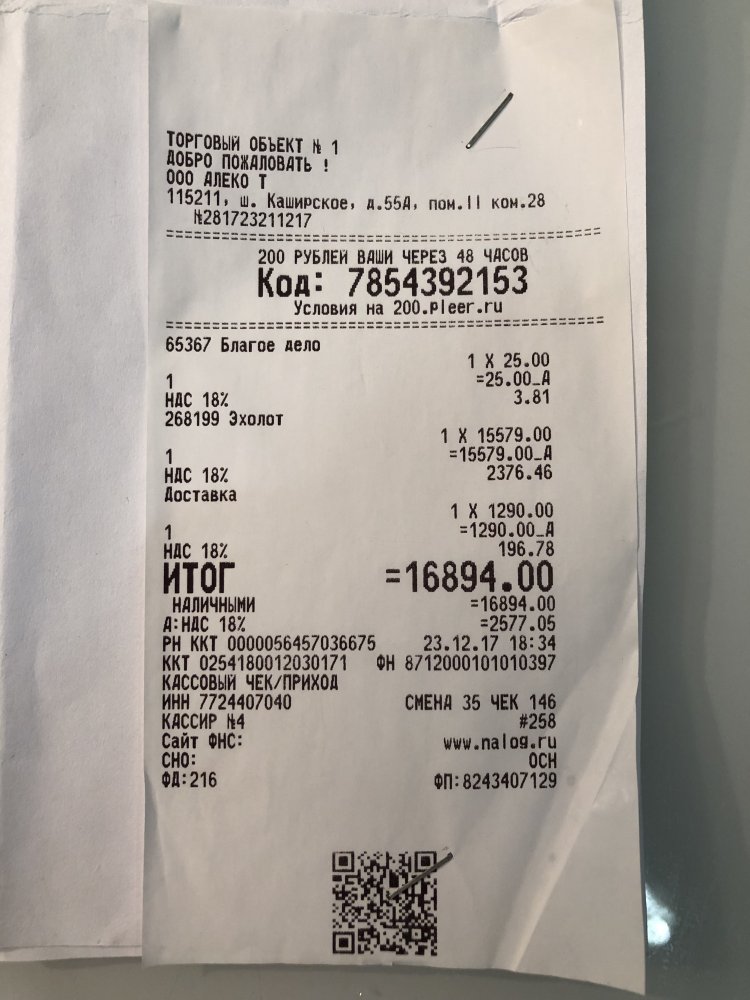 ТОРГОВЫЙ ОБЪЕКТ № 1
ДОБРО ПОЖАЛОВАТЬ !
ООО АЛЕКО Т
115211, ш. Каширское, д.55А, пом.II ком.28
№281723211217
200 РУБЛЕЙ ВАШИ ЧЕРЕЗ 48 ЧАСОВ
Код: 7854392153
Условия на 200.pleer.ru
65367 Благое дело
1 X 25.00
1 =25.00_А
НДС 18% 3.81
268199 Эхолот
1 X 15579.00
1 =15579.00_А
НДС 18% 2376.46
Доставка
1 X 1290.00
1 =1290.00_А
НДС 18% 196.78
ИТОГ =16894.00
НАЛИЧНЫМИ =16894.00
А:НДС 18% =2577.05
РН ККТ 0000056457036675 23.12.17 18:34
ККТ 0254180012030171 ФН 8712000101010397
КАССОВЫЙ ЧЕК/ПРИХОД
ИНН 7724407040 СМЕНА 35 ЧЕК 146
КАССИР №4 #258
Сайт ФНС: www.nalog.ru
СНО: ОСН
ФД:216 ФП:8243407129